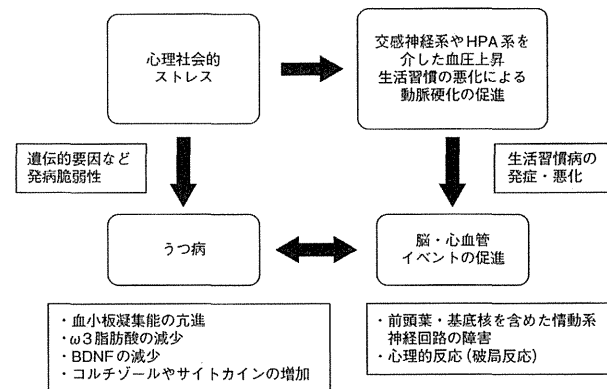 心理社会的
ストレス
交感神経系やHPA系を
介した血圧上昇
生活習慣の悪化による
動脈硬化の促進
遺伝的要因など
発病脆弱性
生活習慣病の
発症・悪化
うつ病
脳・心血管
イベントの促進
・血小板凝集能の亢進
・ω3脂肪酸の減少
・BDNFの減少
・コルチゾールやサイトカインの増加
・前頭葉・基底核を含めた情動系
神経回路の障害
・心理的反応(破局反応)